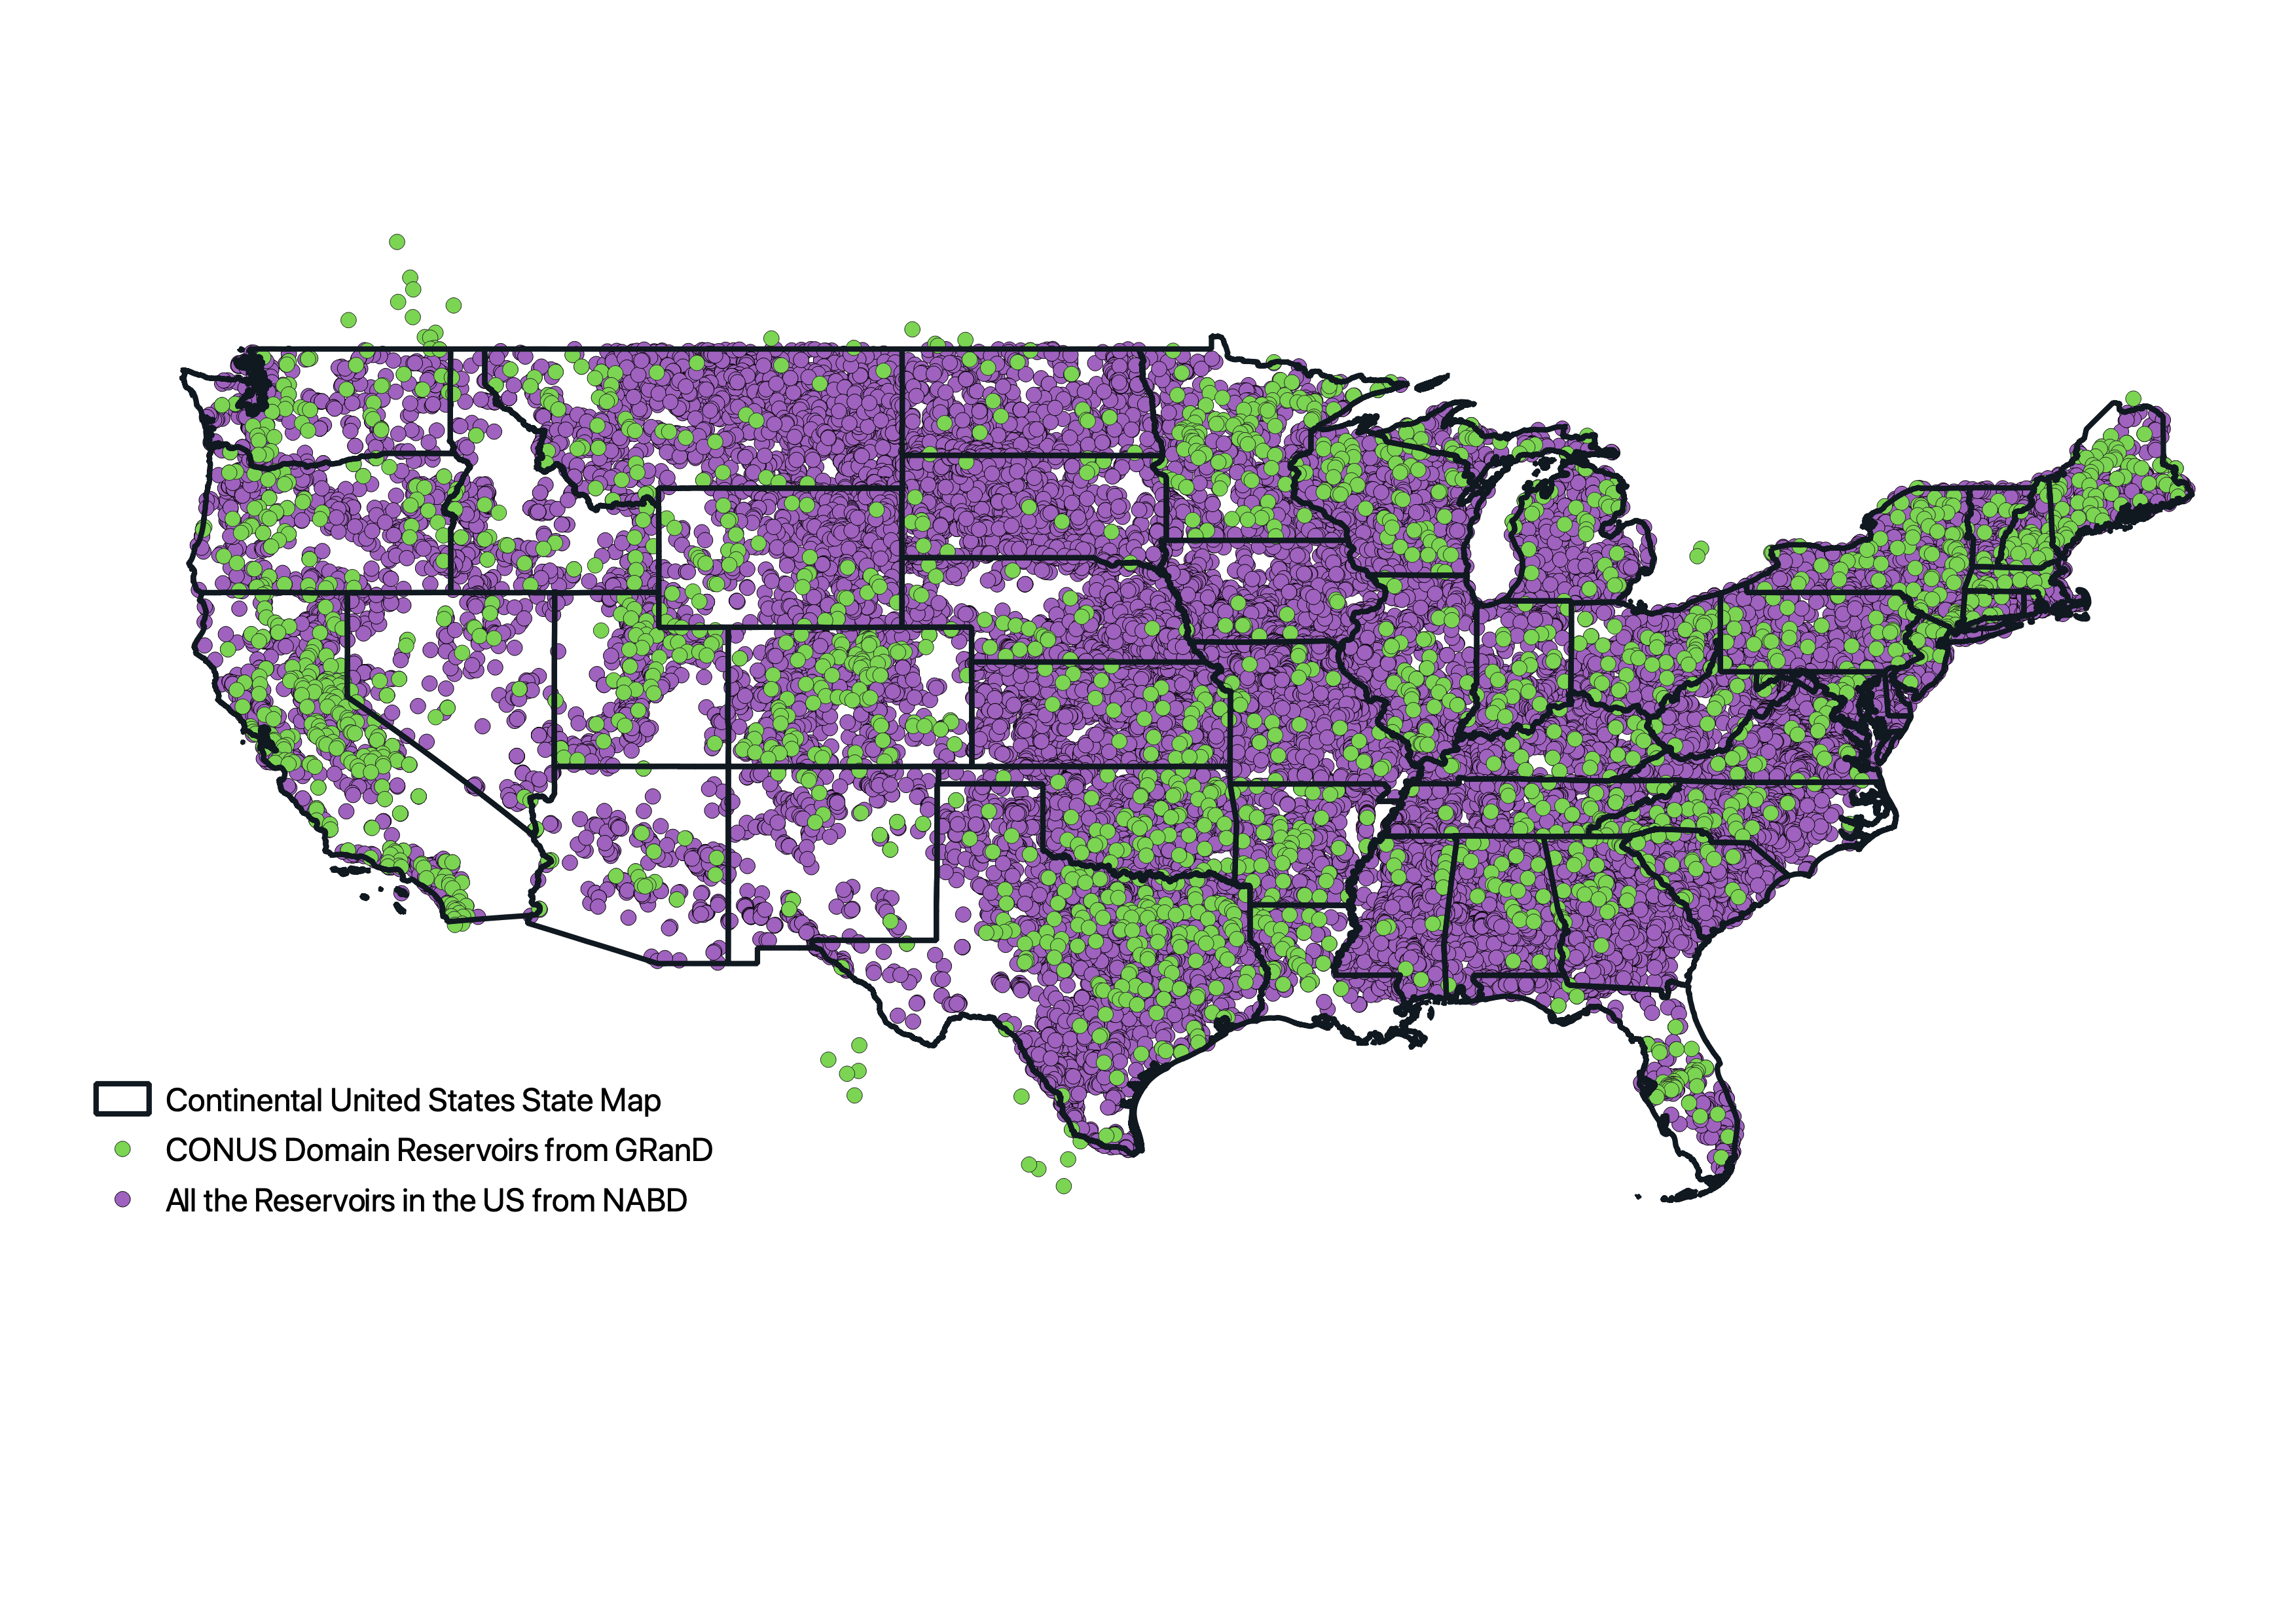 Continental United States State Map
CONUS Domain Reservoirs from GRanD
All the Reservoirs in the US from NABD